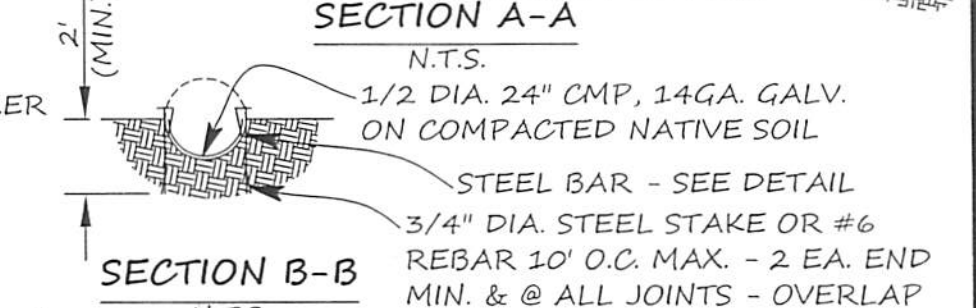 SECTION A-A
N.T.S.
2'
(MIN.
1/2 DIA. 24" CMP, 14GA. GALV.
ON COMPACTED NATIVE SOIL
STEEL BAR - SEE DETAIL
3/4" DIA. STEEL STAKE OR #6
REBAR 10' O.C. MAX. - 2 EA. END
MIN. & @ ALL JOINTS - OVERLAP
SECTION B-B